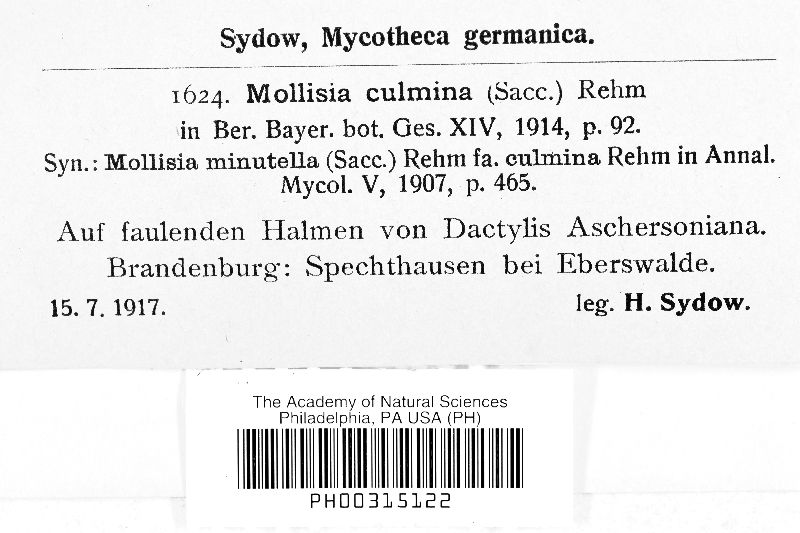 Sydow, Mycotheca germanica.
1624. Mollisia culmina (Sacc.) Rehm
in Ber. Bayer. bot. Ges. XIV, 1914, p. 92.
Syn.: Mollisia minutella (Sacc.) Rehm fa. culmina Rehm in Annal.
Mycol. V, 1907, p. 465.
Auf faulenden Halmen von Dactylis Aschersoniana.
Brandenburg: Spechthausen bei Eberswalde.
15. 7. 1917. leg. H. Sydow.
The Academy of Natural Sciences
Philadelphia, PA USA (PH)
PH00315122